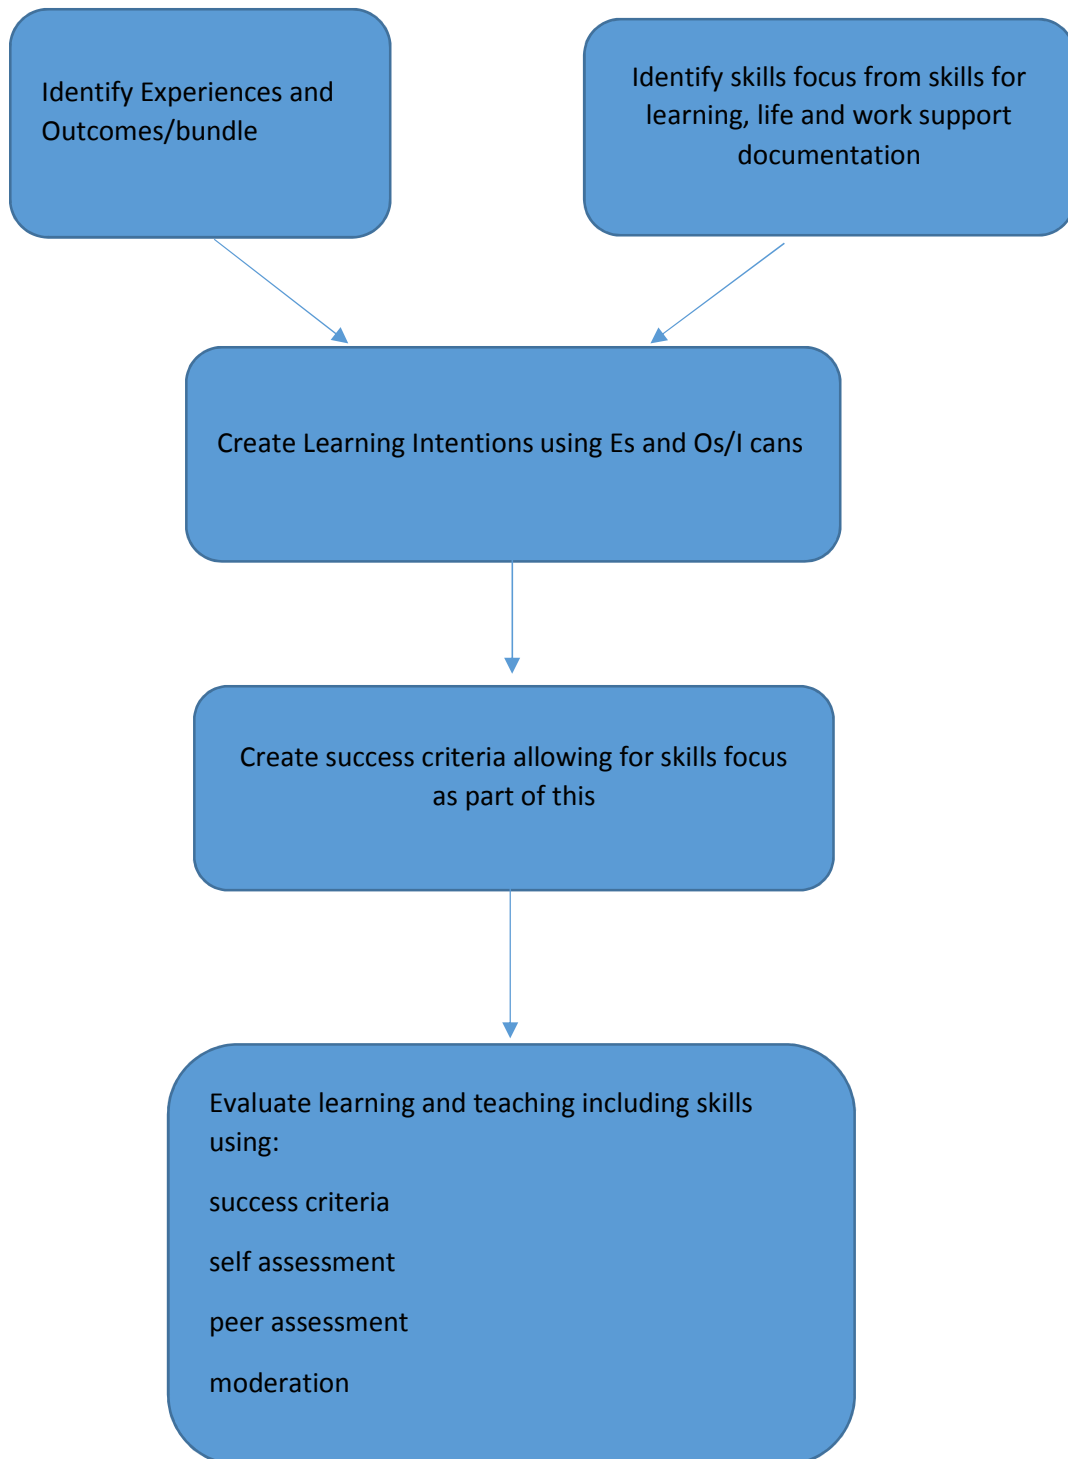 Identify Experiences and
Outcomes/bundle
Identify skills focus from skills for
learning, life and work support
documentation
Create Learning Intentions using Es and Os/I cans
Create success criteria allowing for skills focus
as part of this
Evaluate learning and teaching including skills
using:
success criteria
self assessment
peer assessment
moderation